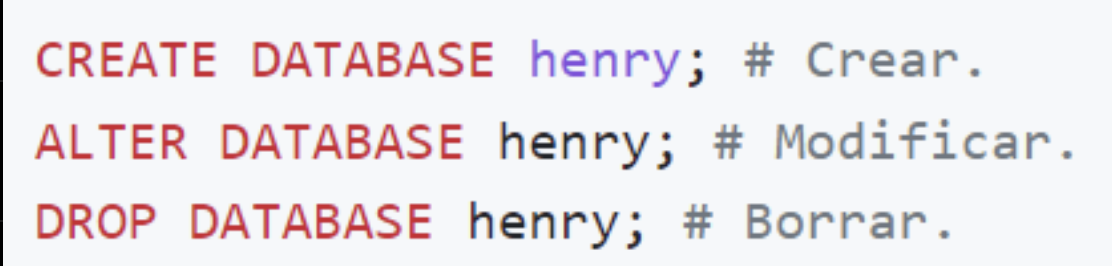 CREATE DATABASE henry; # Crear.
ALTER DATABASE henry; # Modificar.
DROP DATABASE henry; # Borrar.